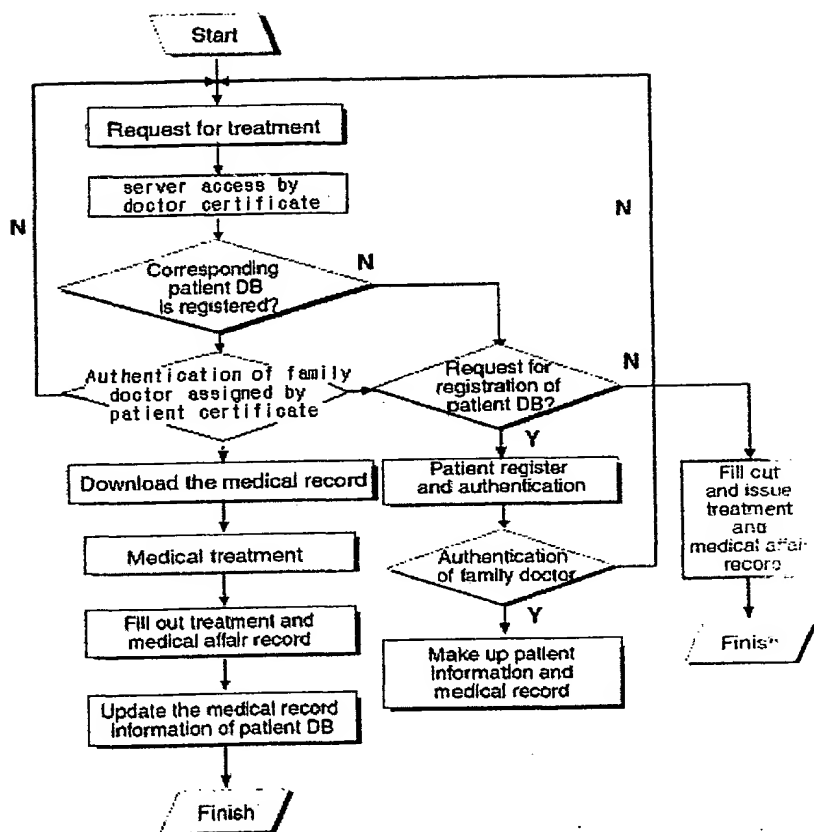 Start
Request for treatment
server access by
doctor certificate
N
N
Corresponding
patient DB
is registered?
N
Authentication of family
doctor assigned by
patient certificate
Request for
registration of
patient DB?
N
Y
Download the medical record
Patient register
and authentication
Fill cut
and issue
treatment
and
medical affair
record
Medical treatment
Authentication
of family doctor
Y
Fill out treatment and
medical affair record
Make up patient
information and
medical record
Finish
Update the medical record
information of patient DB
Finish